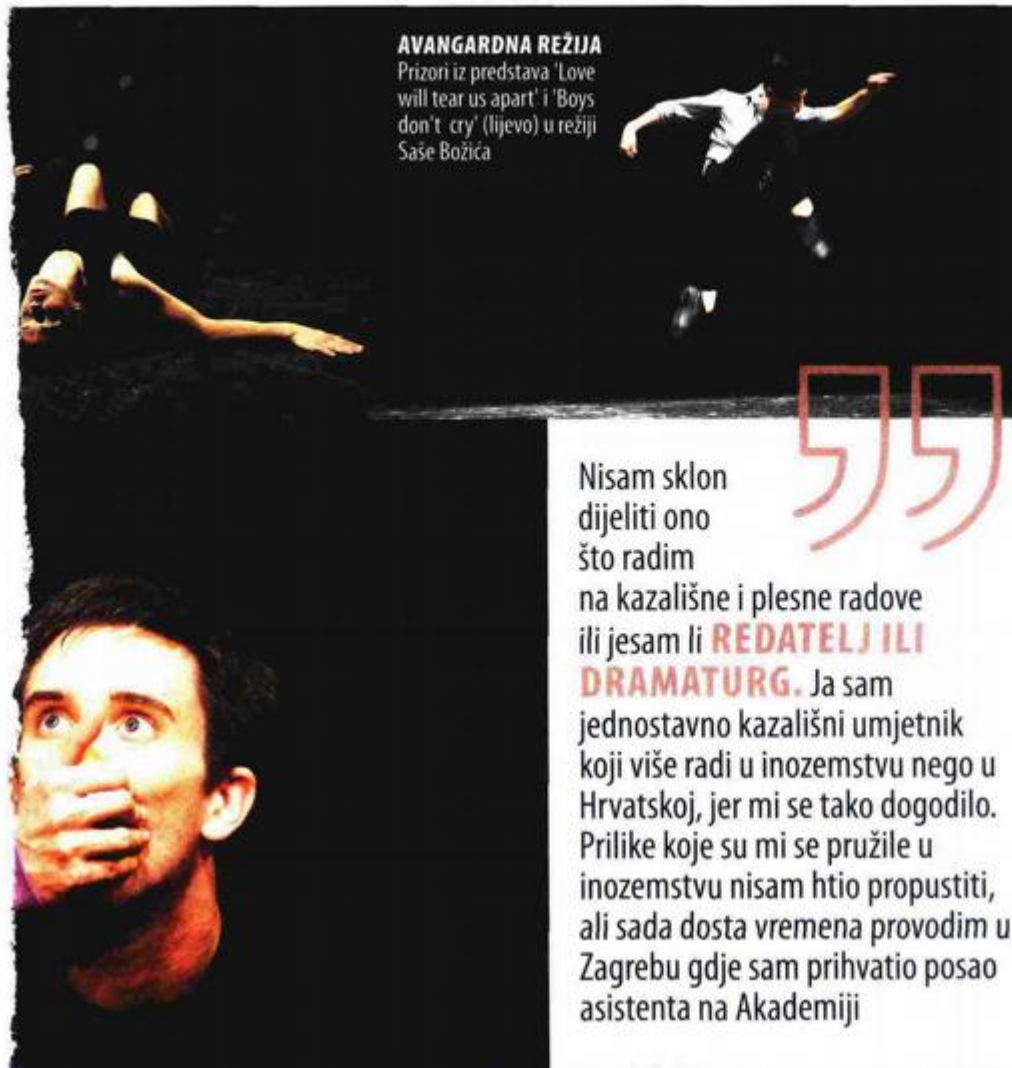 AVANGARDNA REŽIJA
Prizori iz predstava 'Love
will tear us apart' i 'Boys
don't cry' (lijevo) u režiji
Saše Božića
Nisam sklon
dijeliti ono
što radim
na kazališne i plesne radove
ili jesam li REDATELJ ILI
DRAMATURG. Ja sam
jednostavno kazališni umjetnik
koji više radi u inozemstvu nego u
Hrvatskoj, jer mi se tako dogodilo.
Prilike koje su mi se pružile u
inozemstvu nisam htio propustiti,
ali sada dosta vremena provodim u
Zagrebu gdje sam prihvatio posao
asistenta na Akademiji